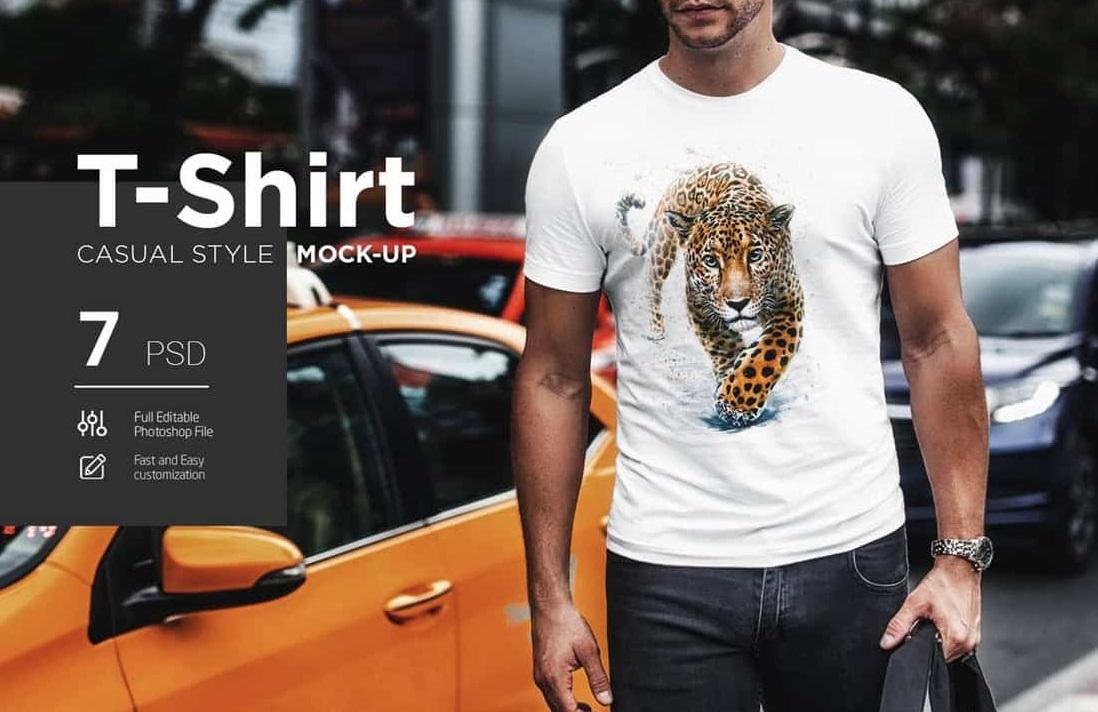 T-Shirt
CASUAL STYLE MOCK-UP
7 PSD
Full Editable
Photoshop File
Fast and Easy
customization